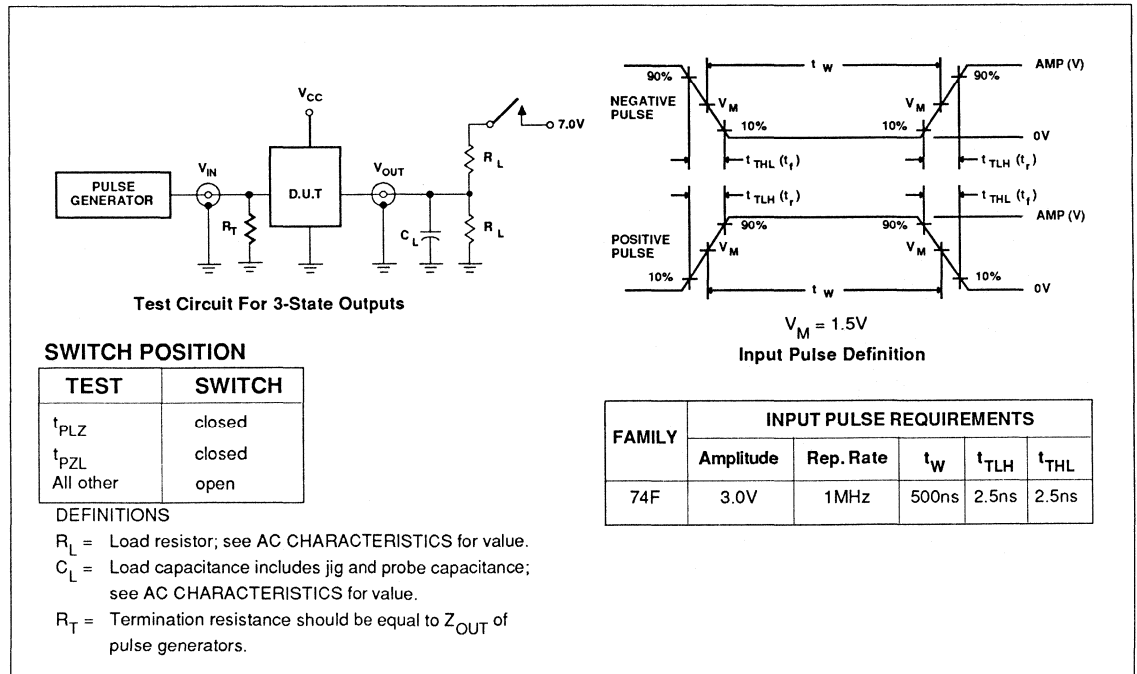 V_CC
7.0V
R_L
V_IN
V_OUT
PULSE GENERATOR
D.U.T
R_T
C_L
R_L
Test Circuit For 3-State Outputs
t_W
AMP (V)
90%
90%
NEGATIVE PULSE
V_M
V_M
10%
10%
0V
t_THL (t_f)
t_TLH (t_r)
t_TLH (t_r)
t_THL (t_f)
AMP (V)
90%
90%
POSITIVE PULSE
V_M
V_M
10%
10%
t_W
0V
V_M = 1.5V
Input Pulse Definition
SWITCH POSITION
TEST SWITCH
t_PLZ closed
t_PZL closed
All other open
DEFINITIONS
R_L = Load resistor; see AC CHARACTERISTICS for value.
C_L = Load capacitance includes jig and probe capacitance;
see AC CHARACTERISTICS for value.
R_T = Termination resistance should be equal to Z_OUT of
pulse generators.
FAMILY INPUT PULSE REQUIREMENTS
Amplitude Rep. Rate t_W t_TLH t_THL
74F 3.0V 1MHz 500ns 2.5ns 2.5ns